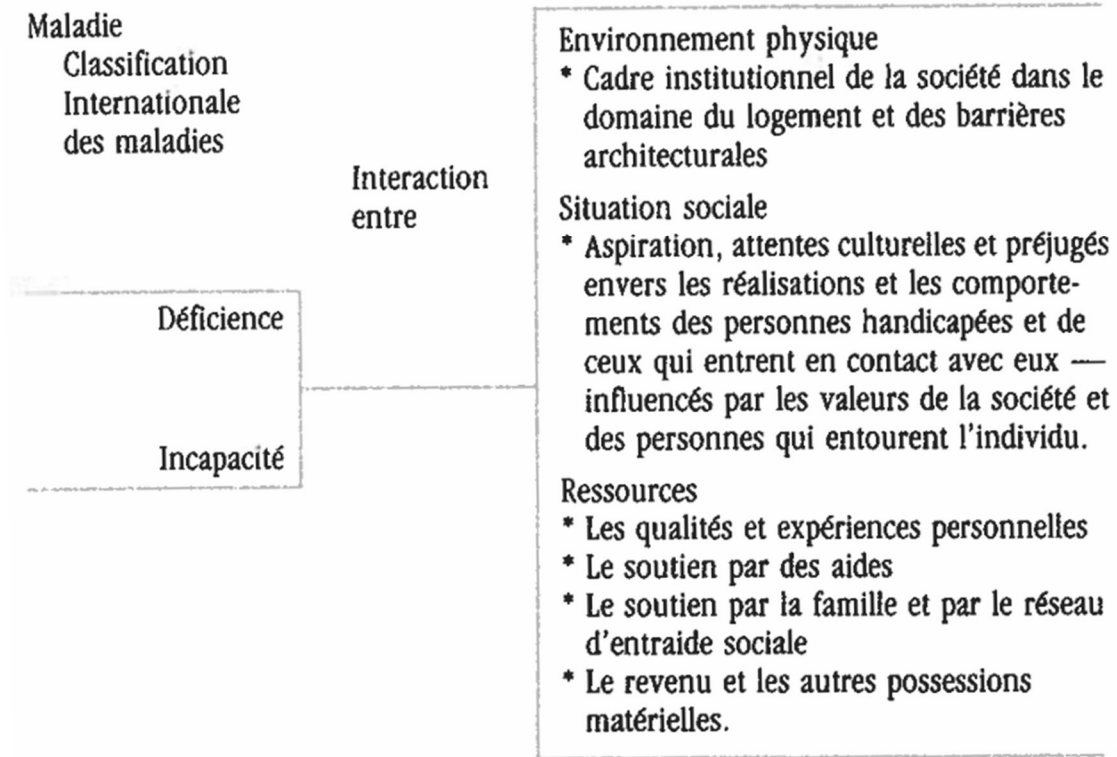 Maladie
Classification
Internationale
des maladies
Interaction
entre
Déficience
Incapacité
Environnement physique
* Cadre institutionnel de la société dans le
domaine du logement et des barrières
architecturales
Situation sociale
* Aspiration, attentes culturelles et préjugés
envers les réalisations et les comporte-
ments des personnes handicapées et de
ceux qui entrent en contact avec eux —
influencés par les valeurs de la société et
des personnes qui entourent l'individu.
Ressources
* Les qualités et expériences personnelles
* Le soutien par des aides
* Le soutien par la famille et par le réseau
d'entraide sociale
* Le revenu et les autres possessions
matérielles.